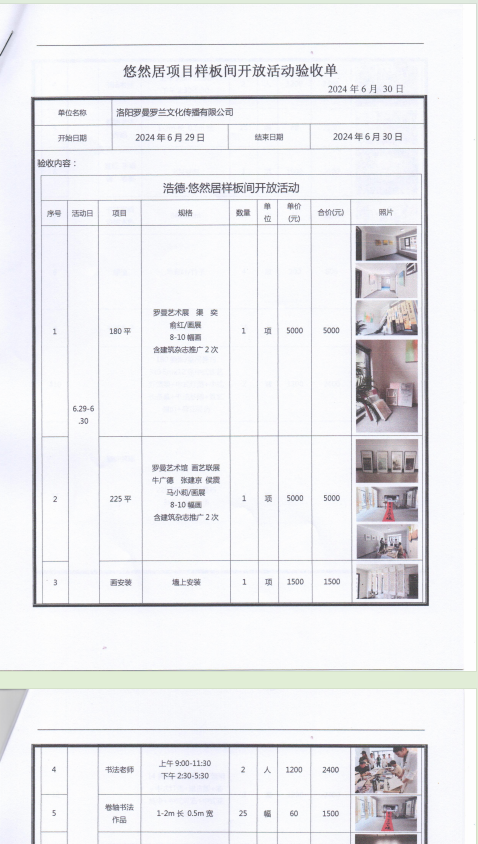 悠然居项目样板间开放活动验收单
2024 年 6 月 30 日
单位名称 洛阳罗曼罗兰文化传播有限公司
开始日期 2024 年 6 月 29 日 结束日期 2024 年 6 月 30 日
验收内容：
浩德·悠然居样板间开放活动
序号 活动日 项目 规格 数量 单位 单价(元) 合价(元) 照片
6.29-6.30
1 180 平 罗曼艺术展 渠 奕
俞红/画展
8-10 幅画
含建筑杂志推广 2 次
1 项 5000 5000
2 225 平 罗曼艺术馆 画艺联展
牛广德 张建京 侯震
马小莉/画展
8-10 幅画
含建筑杂志推广 2 次
1 项 5000 5000
3 画安装 墙上安装 1 项 1500 1500
4 书法老师 上午 9:00-11:30
下午 2:30-5:30
2 人 1200 2400
5 卷轴书法
作品
1-2m 长 0.5m 宽 25 幅 60 1500